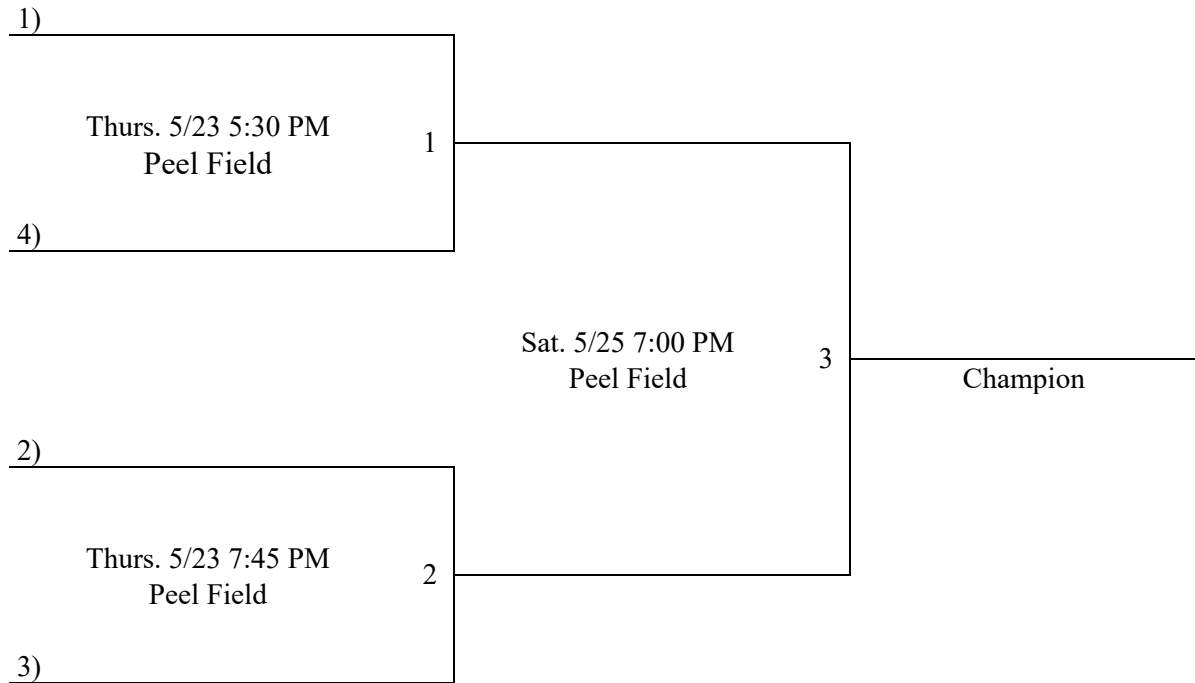 1)
Thurs. 5/23 5:30 PM
Peel Field
1
4)
Sat. 5/25 7:00 PM
Peel Field
3
Champion
2)
Thurs. 5/23 7:45 PM
Peel Field
2
3)